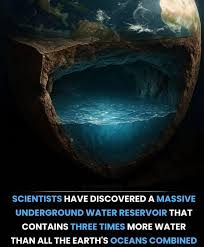 SCIENTISTS HAVE DISCOVERED A MASSIVE
UNDERGROUND WATER RESERVOIR THAT
CONTAINS THREE TIMES MORE WATER
THAN ALL THE EARTH'S OCEANS COMBINED